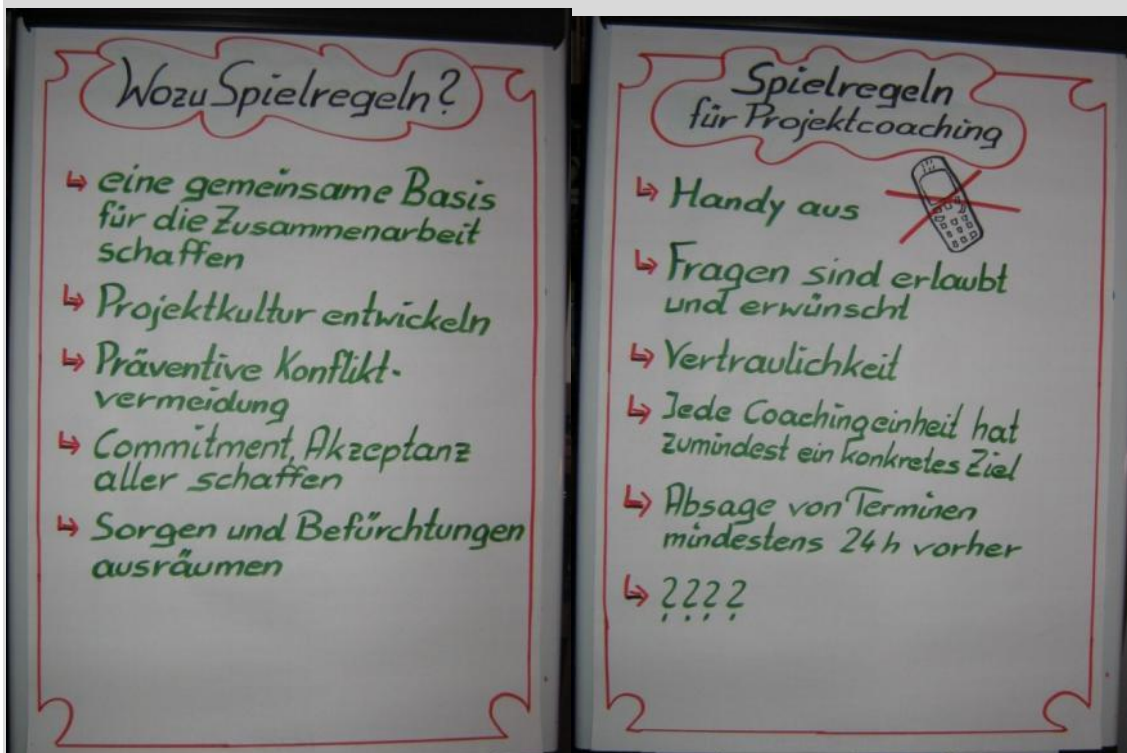 Wozu Spielregeln?
↳ eine gemeinsame Basis
für die Zusammenarbeit
schaffen
↳ Projektkultur entwickeln
↳ Präventive Konflikt-
vermeidung
↳ Commitment, Akzeptanz
aller schaffen
↳ Sorgen und Befürchtungen
ausräumen
Spielregeln
für Projektcoaching
↳ Handy aus
↳ Fragen sind erlaubt
und erwünscht
↳ Vertraulichkeit
↳ Jede Coachingeinheit hat
zumindest ein konkretes Ziel
↳ Absage von Terminen
mindestens 24h vorher
↳ ????